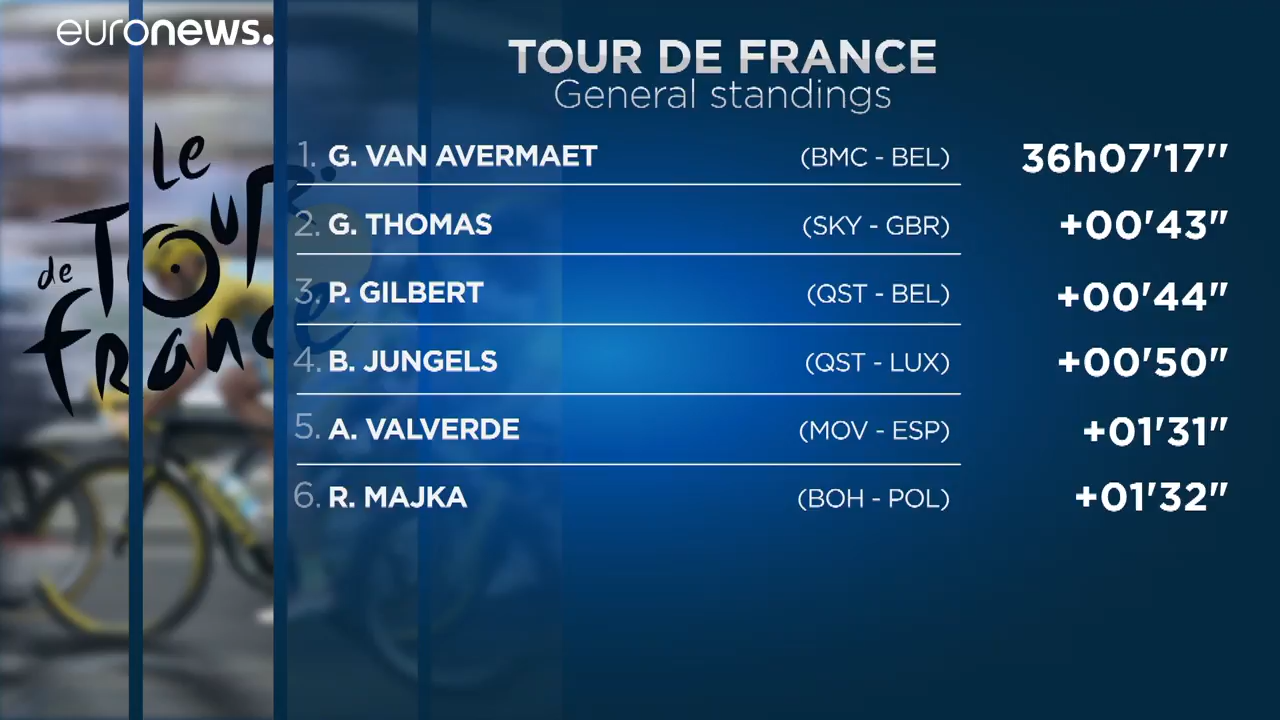 euronews.
TOUR DE FRANCE
General standings
Le
TOUR
de
france
1. G. VAN AVERMAET (BMC - BEL) 36h07'17''
2. G. THOMAS (SKY - GBR) +00'43"
3. P. GILBERT (QST - BEL) +00'44"
4. B. JUNGELS (QST - LUX) +00'50"
5. A. VALVERDE (MOV - ESP) +01'31"
6. R. MAJKA (BOH - POL) +01'32"